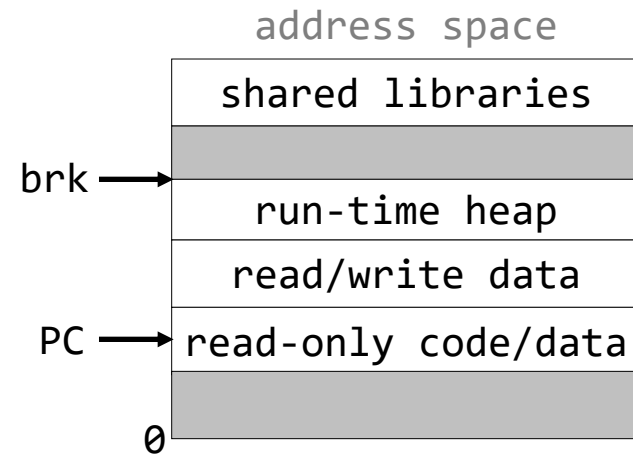 address space
shared libraries
brk
run-time heap
read/write data
PC
read-only code/data
0